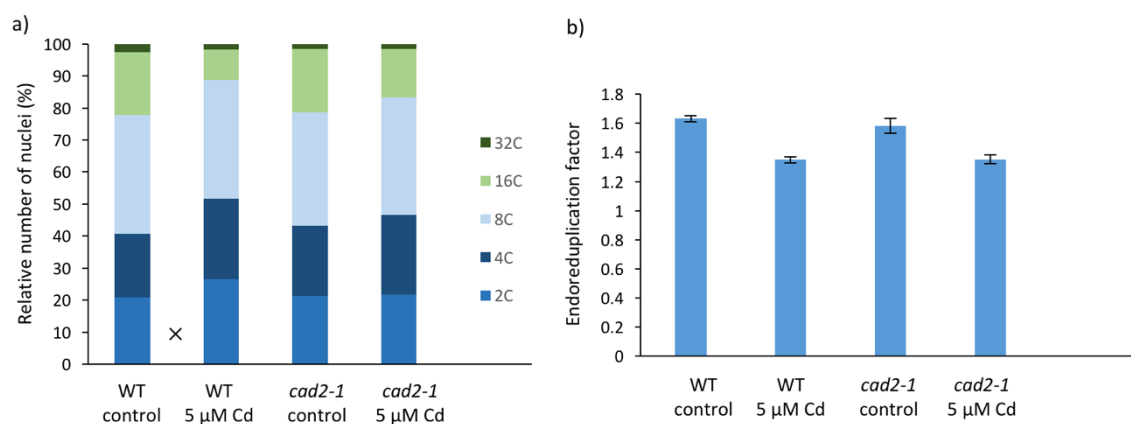 a)
Relative number of nuclei (%)
100
90
80
70
60
50
40
30
20
10
0
×
WT
control
WT
5 µM Cd
cad2-1
control
cad2-1
5 µM Cd
32C
16C
8C
4C
2C
b)
Endoreduplication factor
1.8
1.6
1.4
1.2
1
0.8
0.6
0.4
0.2
0
WT
control
WT
5 µM Cd
cad2-1
control
cad2-1
5 µM Cd